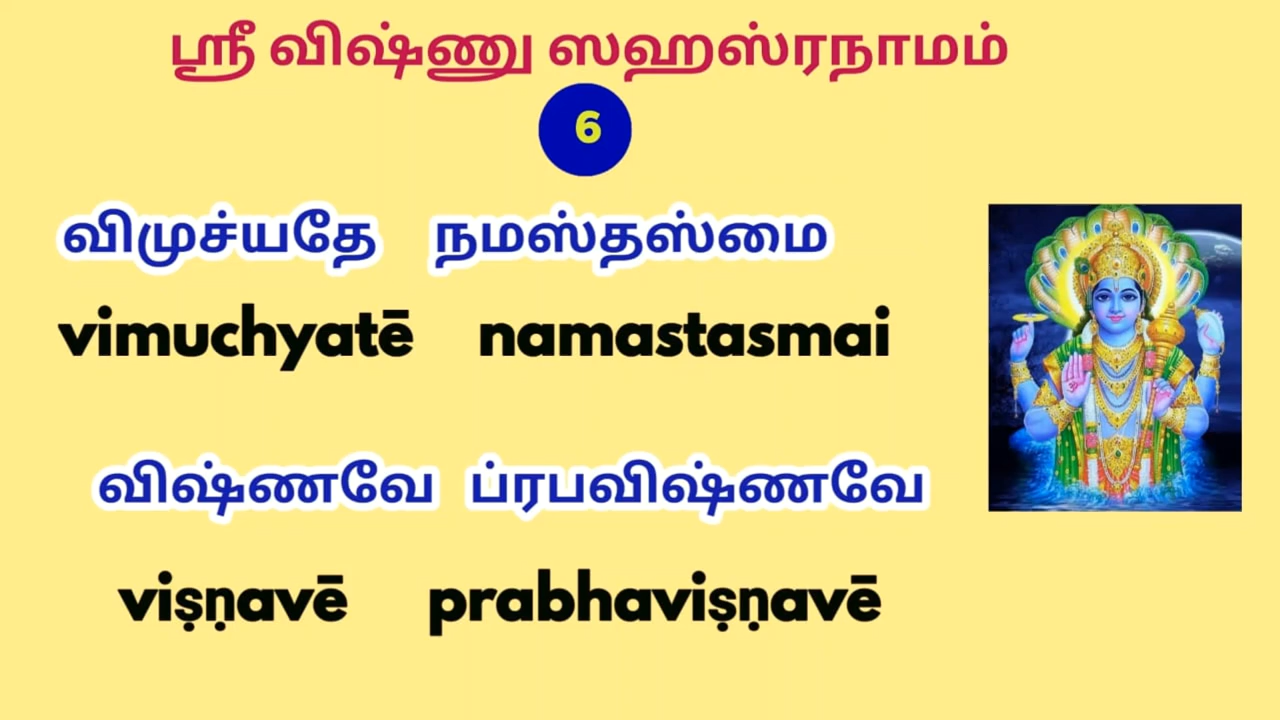 ஸ்ரீ விஷ்ணு ஸஹஸ்ரநாமம்
6
விமுச்யதே நமஸ்தஸ்மை
vimuchyatē namastasmai
விஷ்ணவே ப்ரபவிஷ்ணவே
viṣṇavē prabhaviṣṇavē